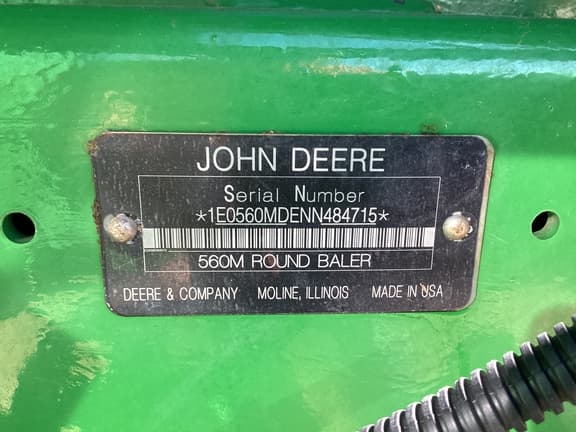 JOHN DEERE
Serial Number
*1E0560MDENN484715*
560M ROUND BALER
DEERE & COMPANY MOLINE, ILLINOIS MADE IN USA